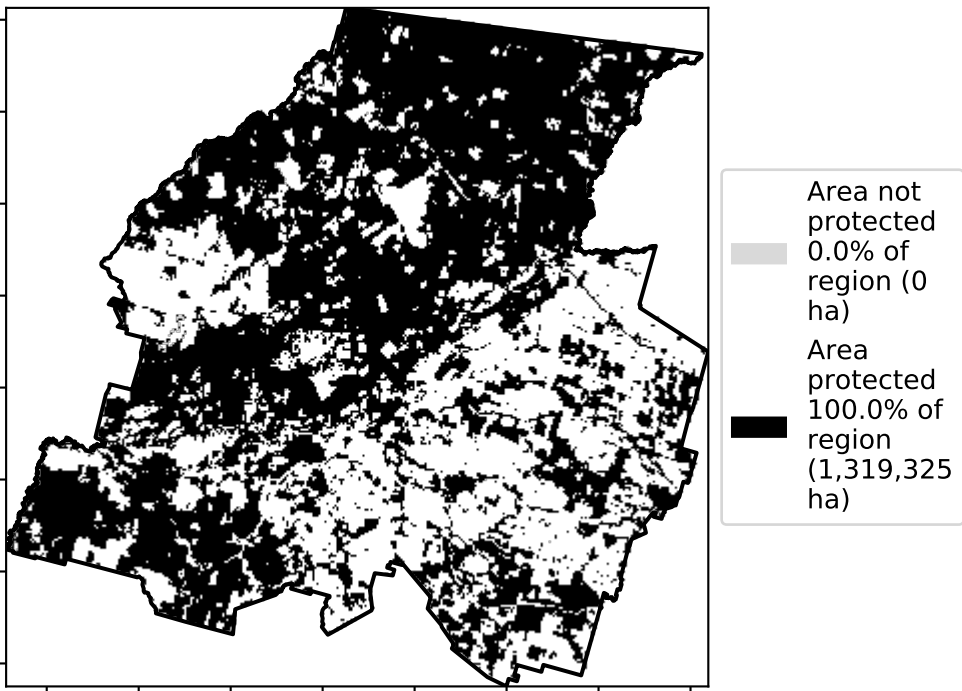 Area not
protected
0.0% of
region (0
ha)
Area
protected
100.0% of
region
(1,319,325
ha)